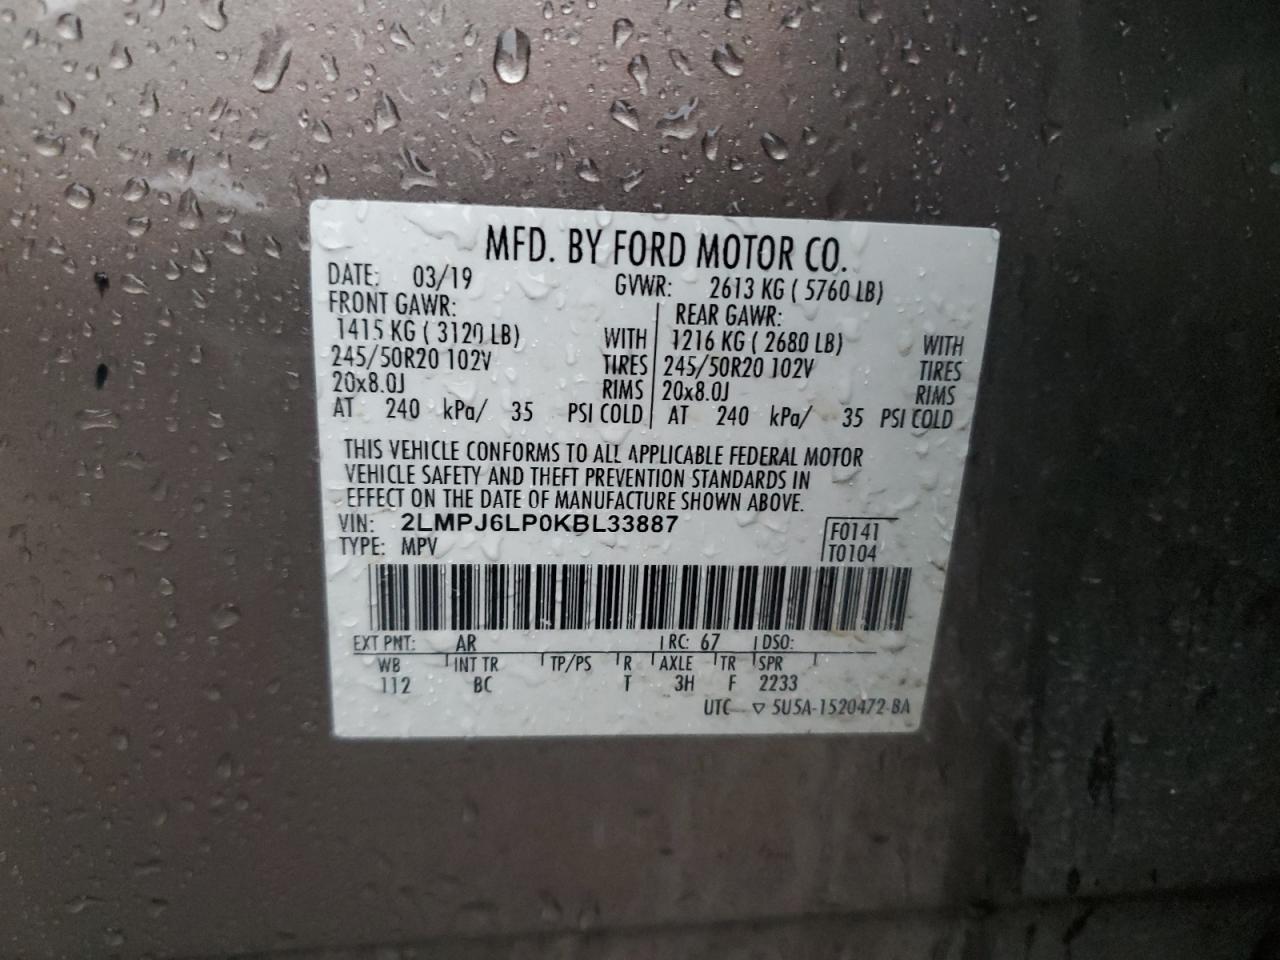 MFD. BY FORD MOTOR CO.
DATE: 03/19 GVWR: 2613 KG ( 5760 LB)
FRONT GAWR: REAR GAWR:
1415 KG ( 3120 LB) WITH 1216 KG ( 2680 LB) WITH
245/50R20 102V TIRES 245/50R20 102V TIRES
20x8.0J RIMS 20x8.0J RIMS
AT 240 kPa/ 35 PSI COLD AT 240 kPa/ 35 PSI COLD
THIS VEHICLE CONFORMS TO ALL APPLICABLE FEDERAL MOTOR
VEHICLE SAFETY AND THEFT PREVENTION STANDARDS IN
EFFECT ON THE DATE OF MANUFACTURE SHOWN ABOVE.
VIN: 2LMPJ6LP0KBL33887 F0141
TYPE: MPV T0104
EXT PNT: AR RC: 67 DSO:
WB INT TR TP/PS R AXLE TR SPR
112 BC T 3H F 2233
UTC ▽ 5U5A-1520472-BA